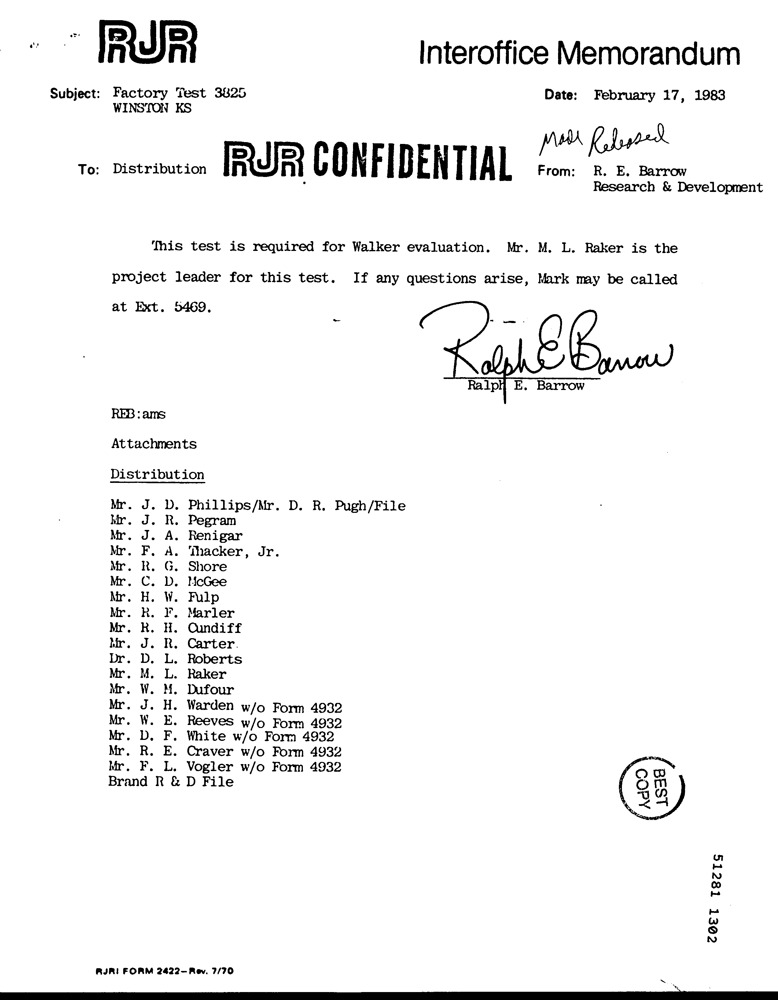 RJR
Interoffice Memorandum
Subject: Factory Test 3825
WINSTON KS
Date: February 17, 1983
Made Released
To: Distribution
RJR CONFIDENTIAL
From: R. E. Barrow
Research & Development
This test is required for Walker evaluation. Mr. M. L. Raker is the
project leader for this test. If any questions arise, Mark may be called
at Ext. 5469.
Ralph E Barrow
Ralph E. Barrow
REB:ams
Attachments
Distribution
Mr. J. D. Phillips/Mr. D. R. Pugh/File
Mr. J. R. Pegram
Mr. J. A. Renigar
Mr. F. A. Thacker, Jr.
Mr. R. G. Shore
Mr. C. D. McGee
Mr. H. W. Fulp
Mr. R. F. Marler
Mr. R. H. Cundiff
Mr. J. R. Carter
Dr. D. L. Roberts
Mr. M. L. Raker
Mr. W. M. Dufour
Mr. J. H. Warden w/o Form 4932
Mr. W. E. Reeves w/o Form 4932
Mr. D. F. White w/o Form 4932
Mr. R. E. Craver w/o Form 4932
Mr. F. L. Vogler w/o Form 4932
Brand R & D File
BEST
COPY
51281 1302
RJRI FORM 2422—Rev. 7/70